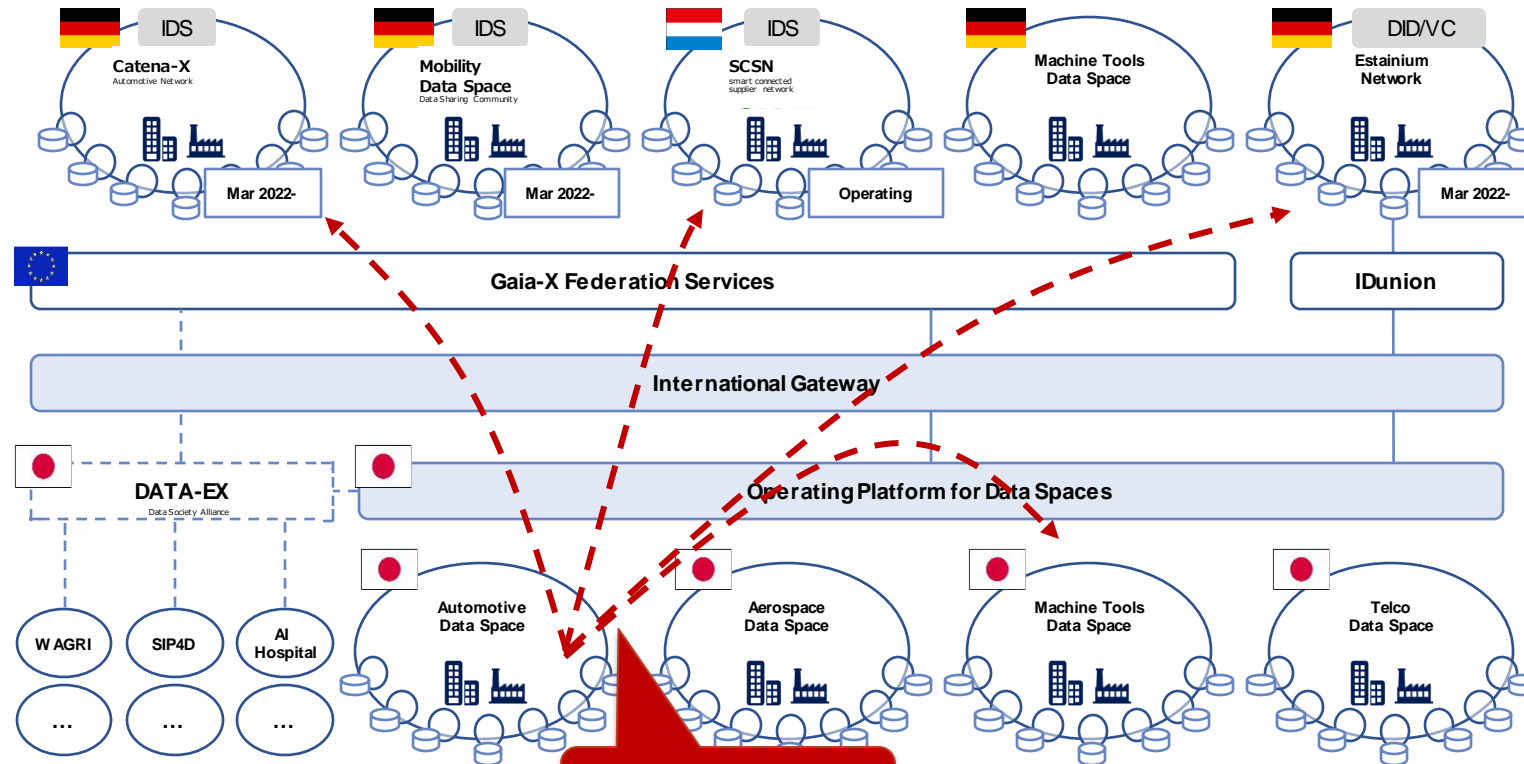 IDS
IDS
IDS
DID/VC
Catena-X
Automotive Network
Mobility
Data Space
Data Sharing Community
SCSN
smart connected
supplier network
Machine Tools
Data Space
Estainium
Network
Mar 2022-
Mar 2022-
Operating
Mar 2022-
Gaia-X Federation Services
IDunion
International Gateway
DATA-EX
Data Society Alliance
Operating Platform for Data Spaces
WAGRI
SIP4D
AI
Hospital
...
...
...
Automotive
Data Space
Aerospace
Data Space
Machine Tools
Data Space
Telco
Data Space